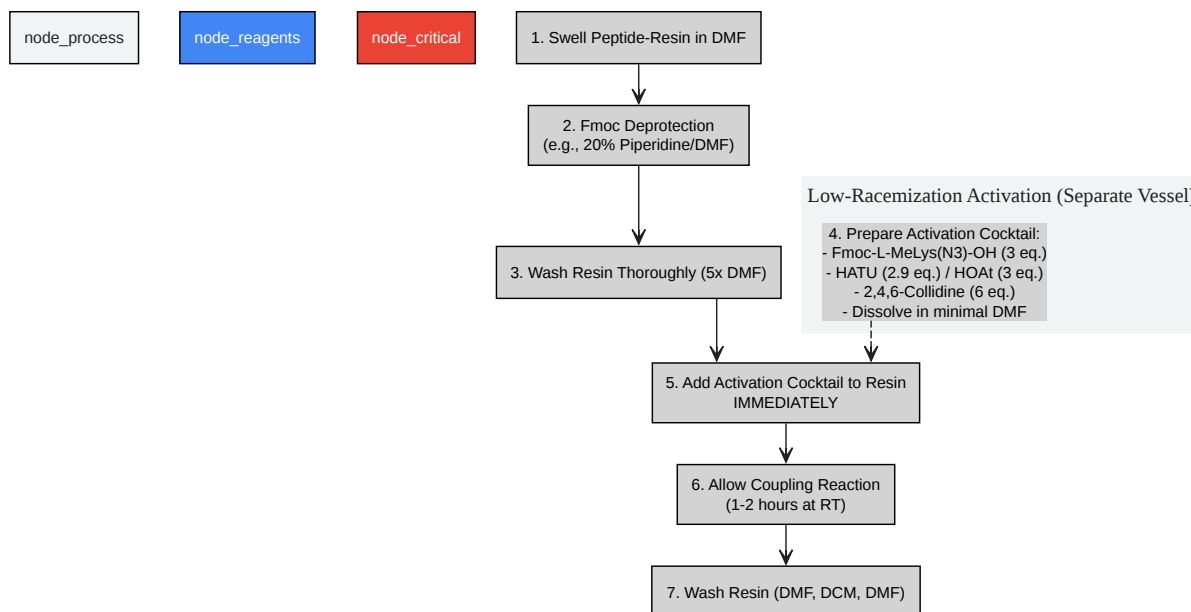 node_process
node_reagents
node_critical
1. Swell Peptide-Resin in DMF
2. Fmoc Deprotection
(e.g., 20% Piperidine/DMF)
Low-Racemization Activation (Separate Vessel)
4. Prepare Activation Cocktail:
- Fmoc-L-MeLys(N3)-OH (3 eq.)
- HATU (2.9 eq.) / HOAt (3 eq.)
- 2,4,6-Collidine (6 eq.)
- Dissolve in minimal DMF
3. Wash Resin Thoroughly (5x DMF)
5. Add Activation Cocktail to Resin
IMMEDIATELY
6. Allow Coupling Reaction
(1-2 hours at RT)
7. Wash Resin (DMF, DCM, DMF)